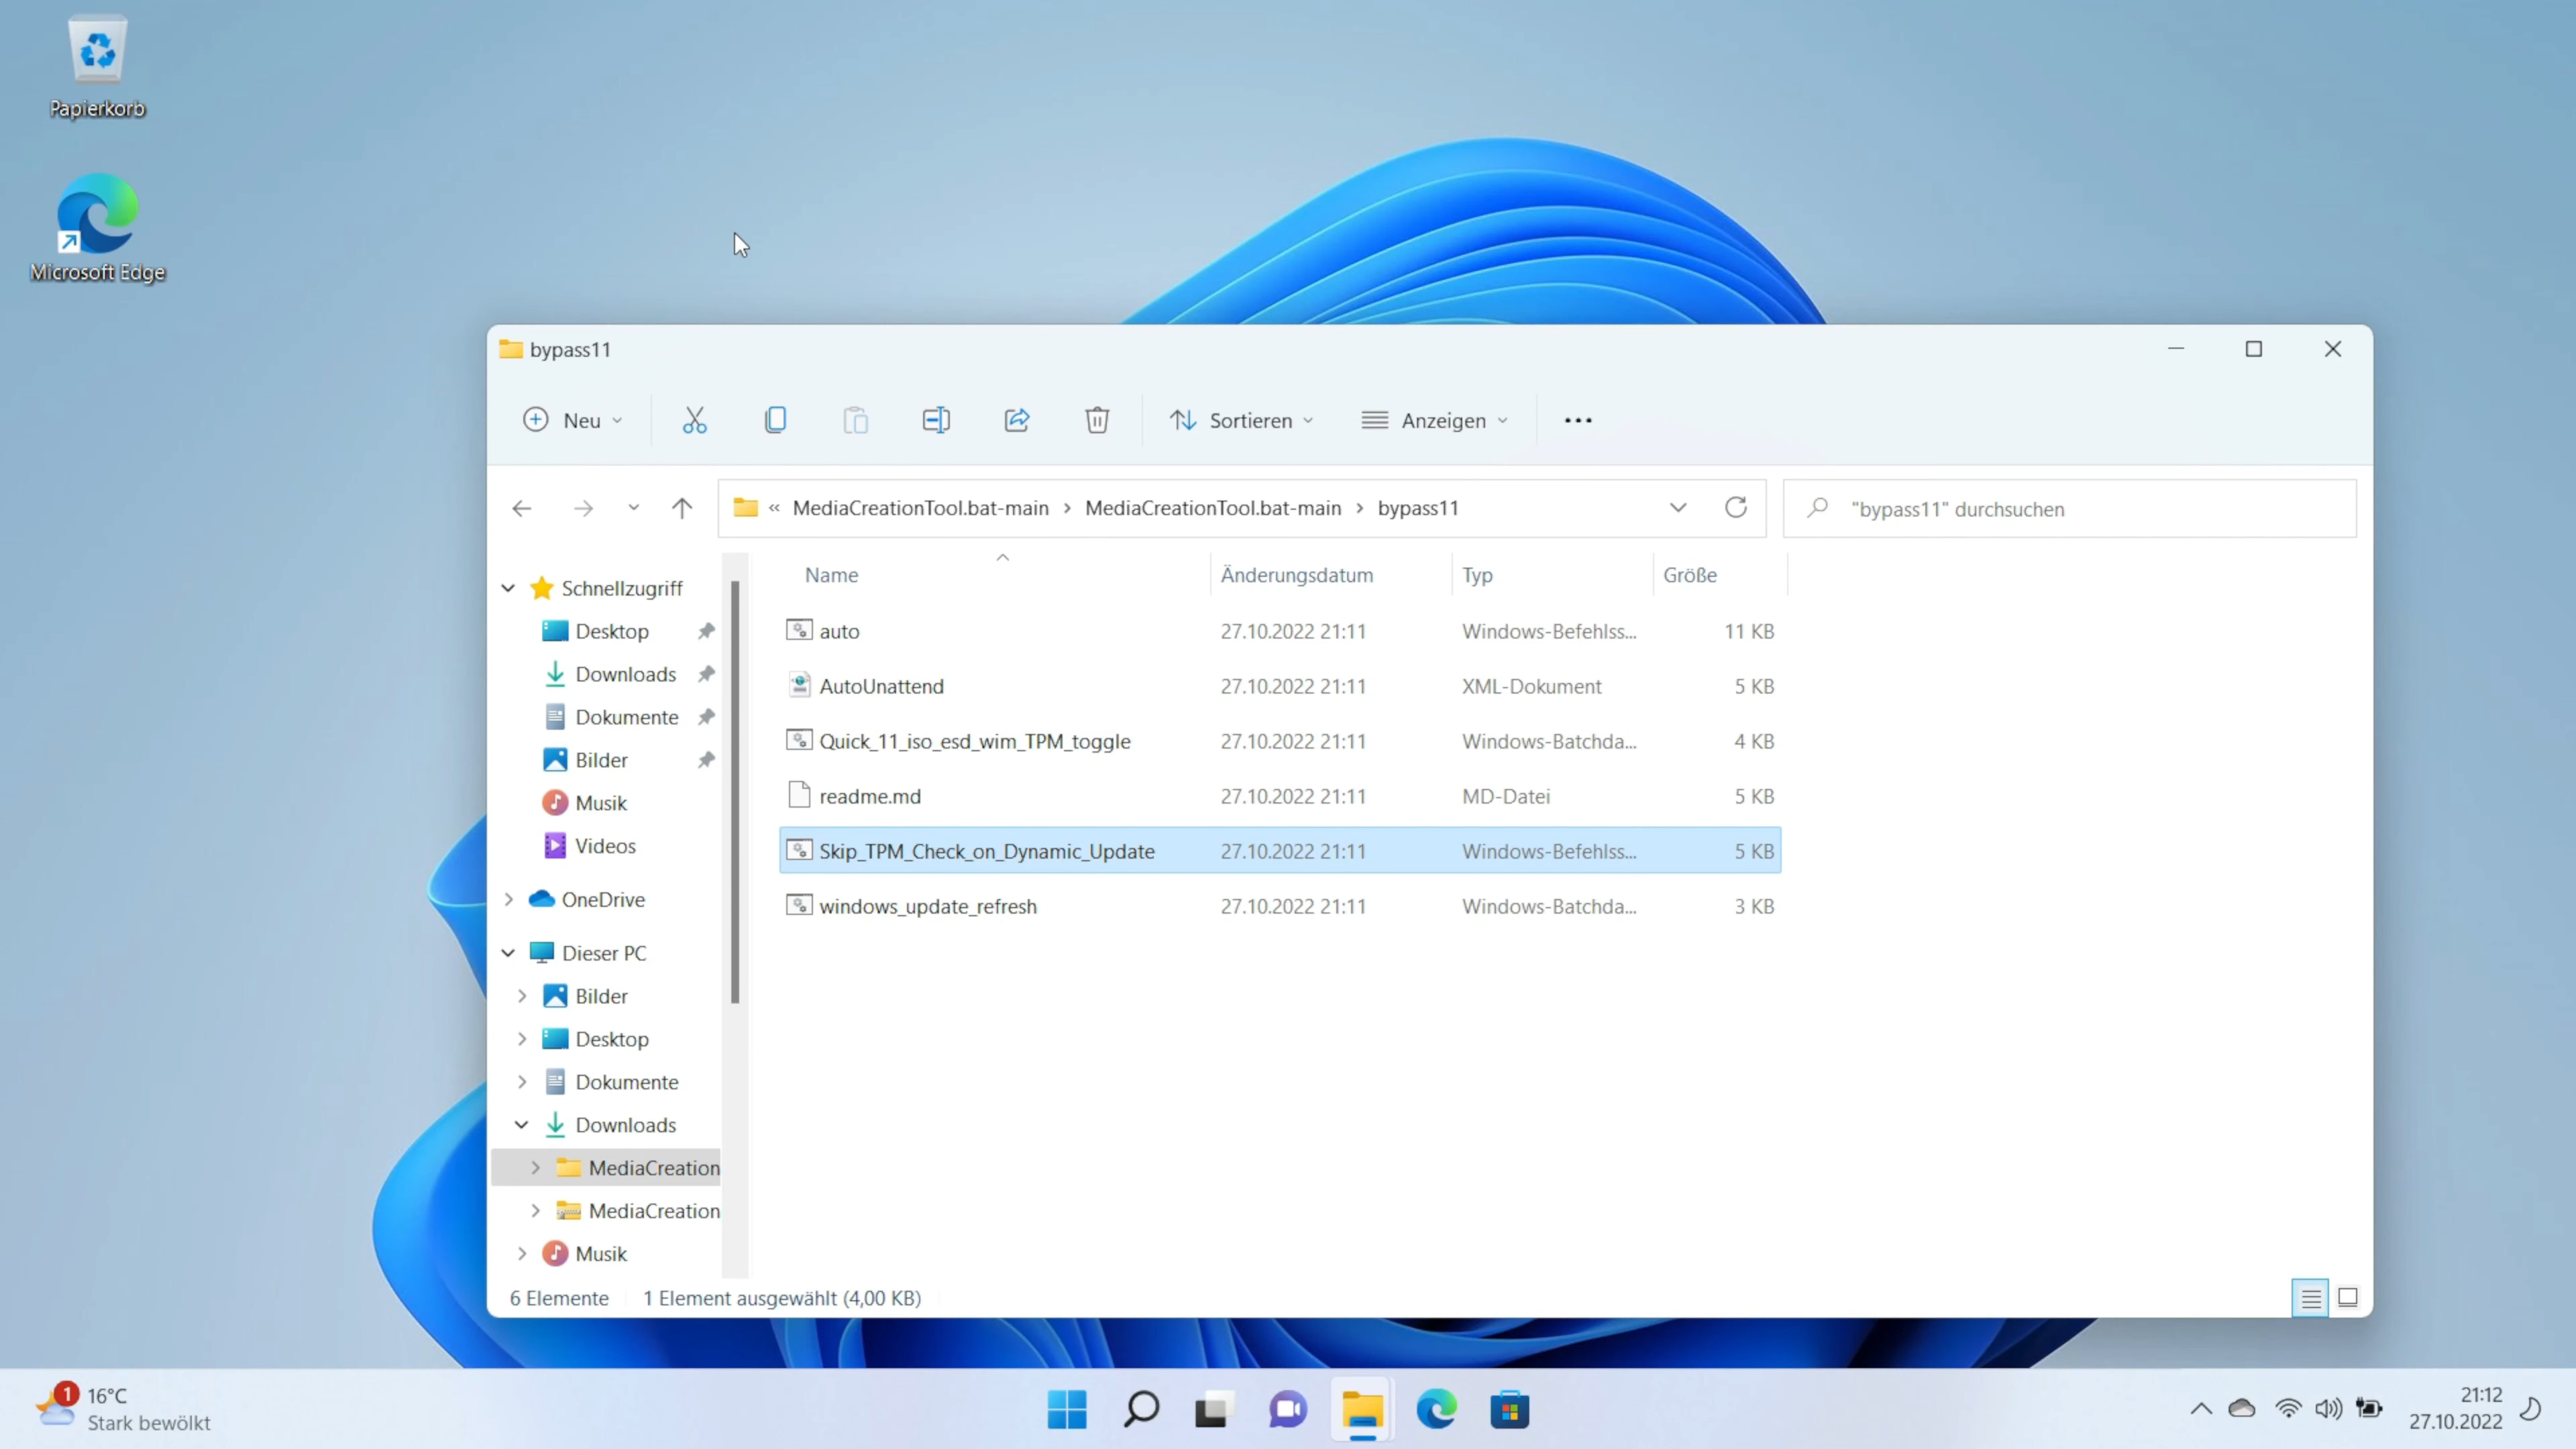 Papierkorb
Microsoft Edge
bypass11
Neu
Sortieren
Anzeigen
« MediaCreationTool.bat-main > MediaCreationTool.bat-main > bypass11
"bypass11" durchsuchen
Name Änderungsdatum Typ Größe
auto 27.10.2022 21:11 Windows-Befehlss... 11 KB
AutoUnattend 27.10.2022 21:11 XML-Dokument 5 KB
Quick_11_iso_esd_wim_TPM_toggle 27.10.2022 21:11 Windows-Batchda... 4 KB
readme.md 27.10.2022 21:11 MD-Datei 5 KB
Skip_TPM_Check_on_Dynamic_Update 27.10.2022 21:11 Windows-Befehlss... 5 KB
windows_update_refresh 27.10.2022 21:11 Windows-Batchda... 3 KB
Schnellzugriff
Desktop
Downloads
Dokumente
Bilder
Musik
Videos
OneDrive
Dieser PC
Bilder
Desktop
Dokumente
Downloads
MediaCreation
MediaCreation
Musik
6 Elemente 1 Element ausgewählt (4,00 KB)
1
16°C
Stark bewölkt
21:12
27.10.2022